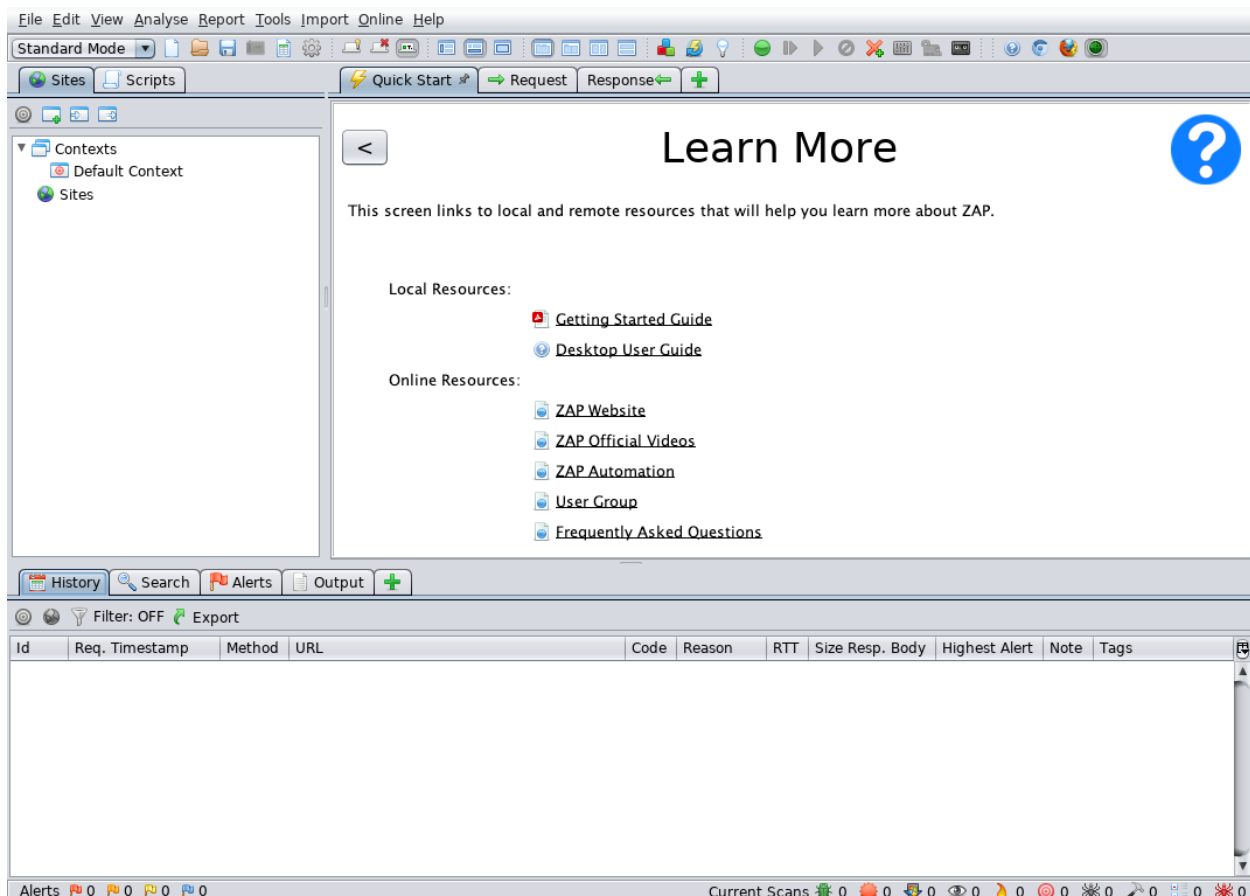 File Edit View Analyse Report Tools Import Online Help
Standard Mode
Sites Scripts Quick Start Request Response
Contexts
Default Context
Sites
<
Learn More
?
This screen links to local and remote resources that will help you learn more about ZAP.
Local Resources:
Getting Started Guide
Desktop User Guide
Online Resources:
ZAP Website
ZAP Official Videos
ZAP Automation
User Group
Frequently Asked Questions
History Search Alerts Output
Filter: OFF Export
Id Req. Timestamp Method URL Code Reason RTT Size Resp. Body Highest Alert Note Tags
Alerts 0 0 0 0 Current Scans 0 0 0 0 0 0 0 0 0 0